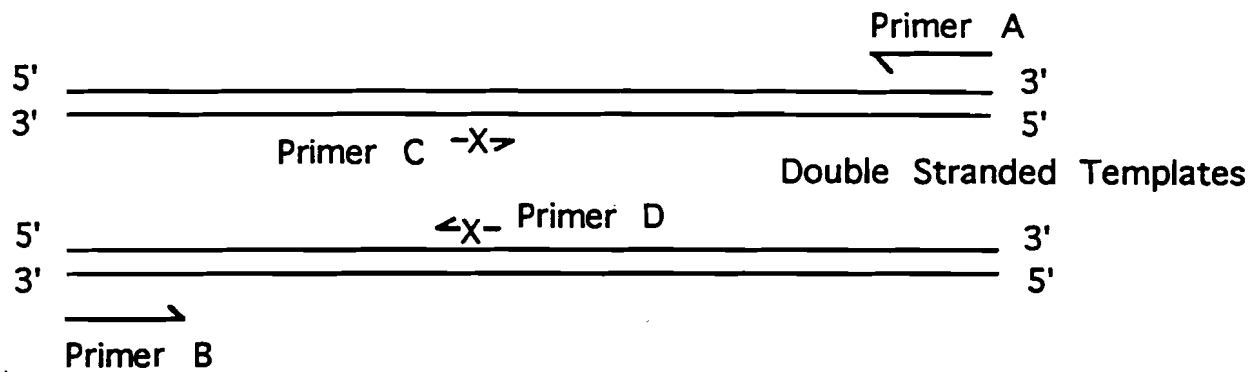 Primer A
5' 3'
3' 5'
Primer C -X>
Double Stranded Templates
<X- Primer D
5' 3'
3' 5'
Primer B